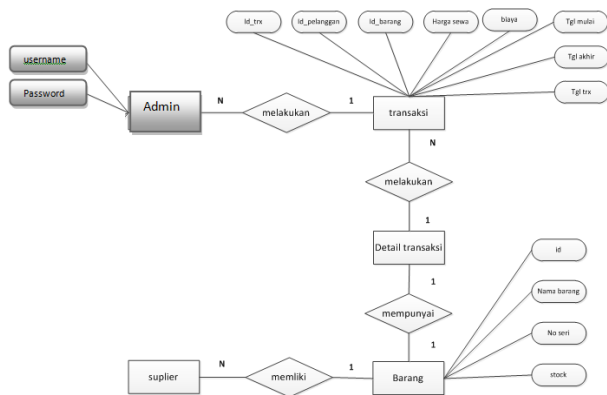 Id_trx
Id_pelanggan
Id_barang
Harga sewa
biaya
Tgl mulai
username
Tgl akhir
Password
Tgl trx
Admin
N
melakukan
1
transaksi
N
melakukan
1
Detail transaksi
id
1
Nama barang
mempunyai
No seri
1
suplier
N
memliki
1
Barang
stock